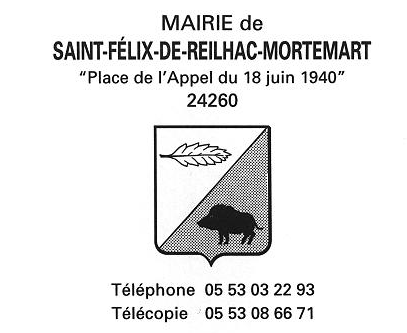 MAIRIE de
SAINT-FÉLIX-DE-REILHAC-MORTEMART
“Place de l’Appel du 18 juin 1940”
24260
Téléphone 05 53 03 22 93
Télécopie 05 53 08 66 71